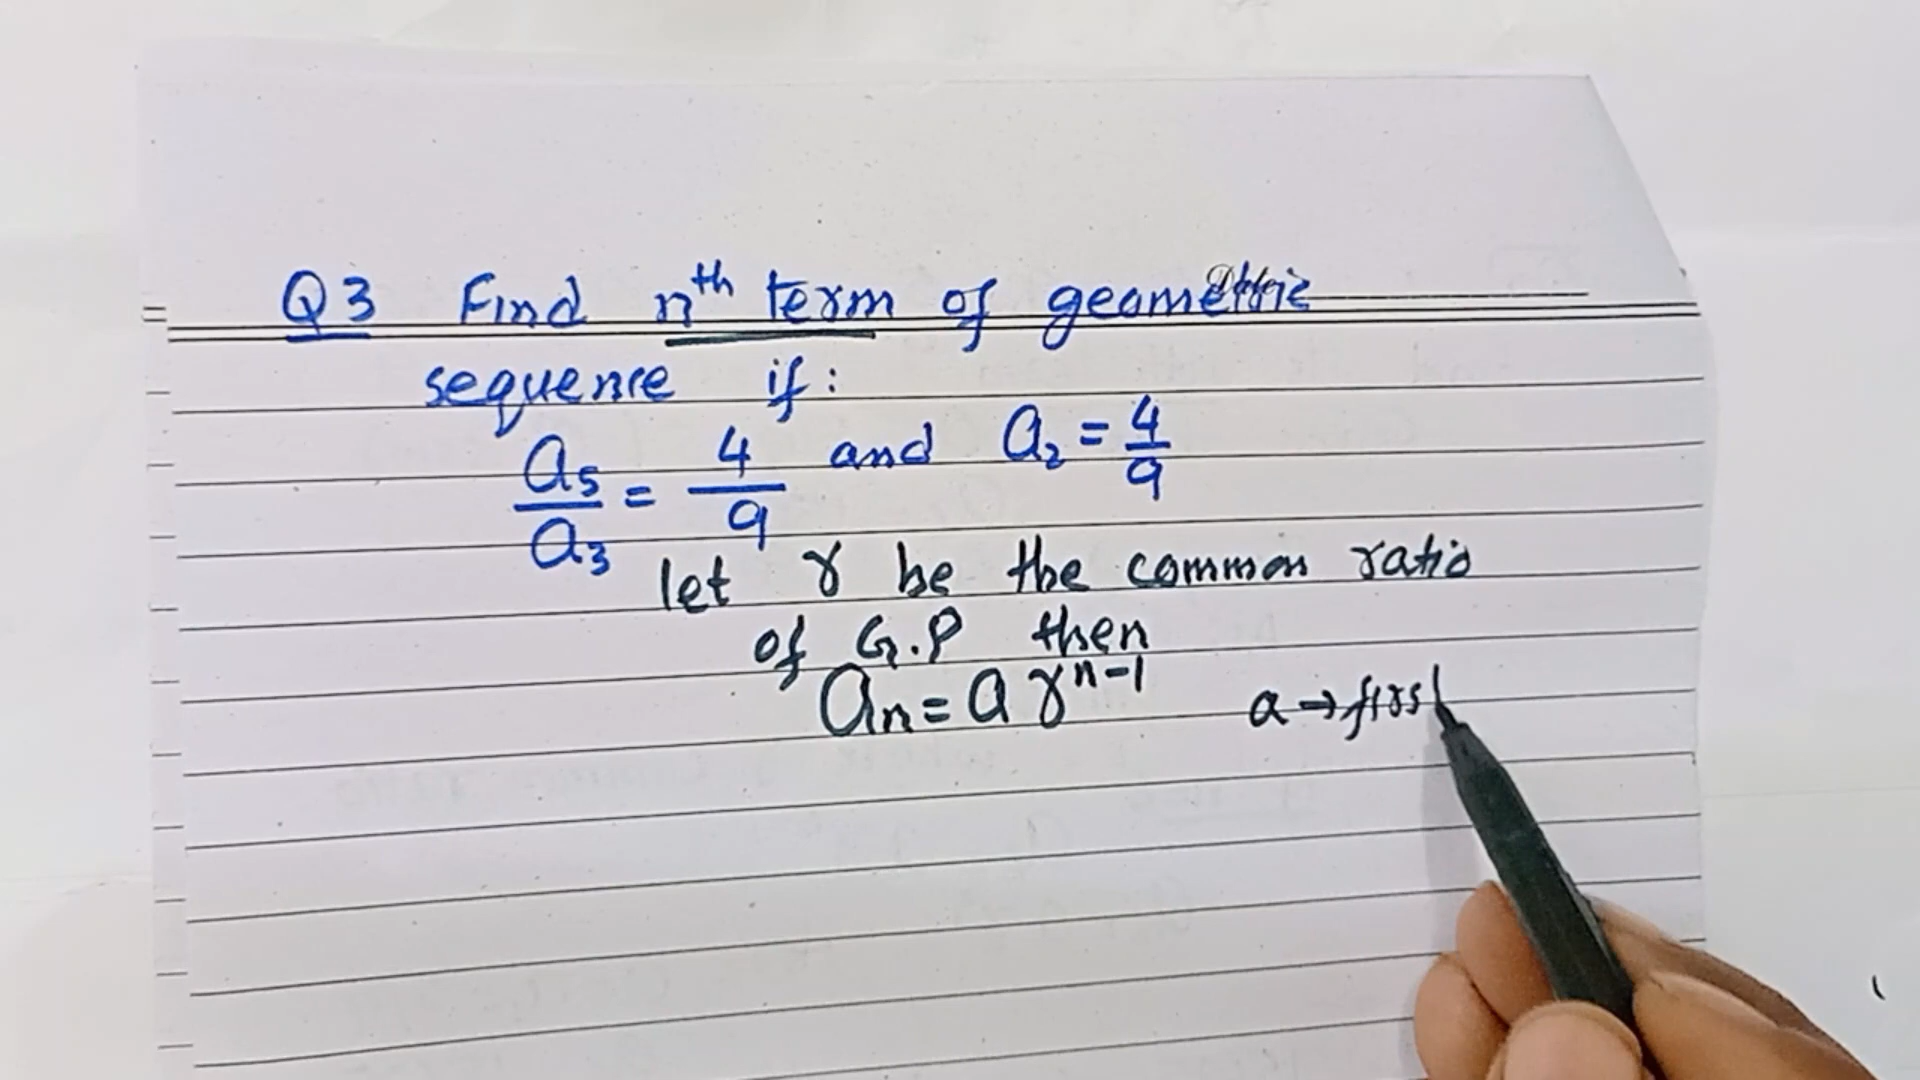 Q3 Find nth term of geometric
sequence if:
a₅/a₃ = 4/9 and a₂ = 4/9
let r be the common ratio
of G.P then
aₙ = a rⁿ⁻¹ a → first